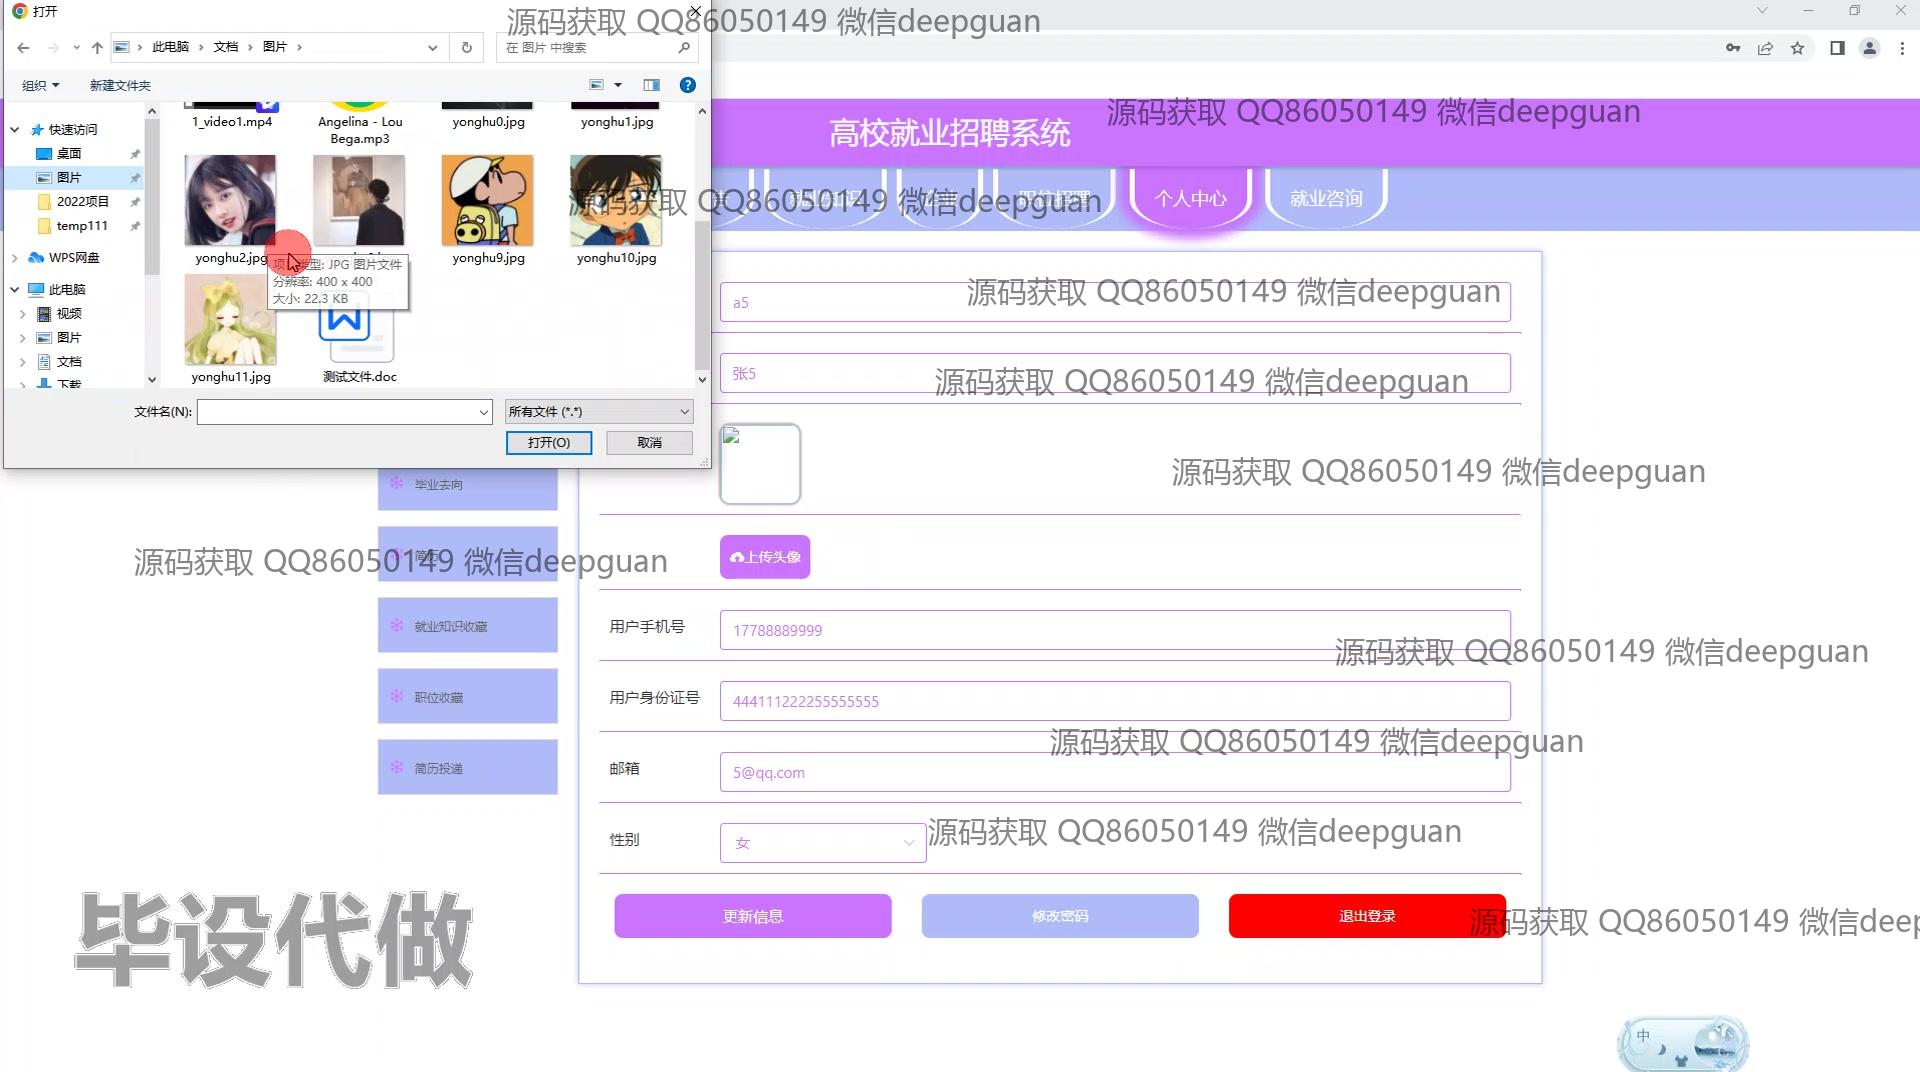 打开
源码获取 QQ86050149 微信deepguan
此电脑 › 文档 › 图片 ›
在 图片 中搜索
组织
新建文件夹
快速访问
桌面
图片
2022项目
temp111
WPS网盘
此电脑
视频
图片
文档
下载
1_video1.mp4
Angelina - Lou
Bega.mp3
yonghu0.jpg
yonghu1.jpg
yonghu2.jpg
yonghu9.jpg
yonghu10.jpg
类型: JPG 图片文件
分辨率: 400 x 400
大小: 22.3 KB
yonghu11.jpg
测试文件.doc
文件名(N):
所有文件 (*.*)
打开(O)
取消
源码获取 QQ86050149 微信deepguan
高校就业招聘系统
源码获取 QQ86050149 微信deepguan
个人中心
就业咨询
源码获取 QQ86050149 微信deepguan
a5
源码获取 QQ86050149 微信deepguan
张5
源码获取 QQ86050149 微信deepguan
毕业去向
源码获取 QQ86050149 微信deepguan
上传头像
就业知识收藏
用户手机号
17788889999
源码获取 QQ86050149 微信deepguan
职位收藏
用户身份证号
444111222255555555
源码获取 QQ86050149 微信deepguan
简历投递
邮箱
5@qq.com
性别
女
源码获取 QQ86050149 微信deepguan
更新信息
修改密码
退出登录
源码获取 QQ86050149 微信deep
毕设代做
中